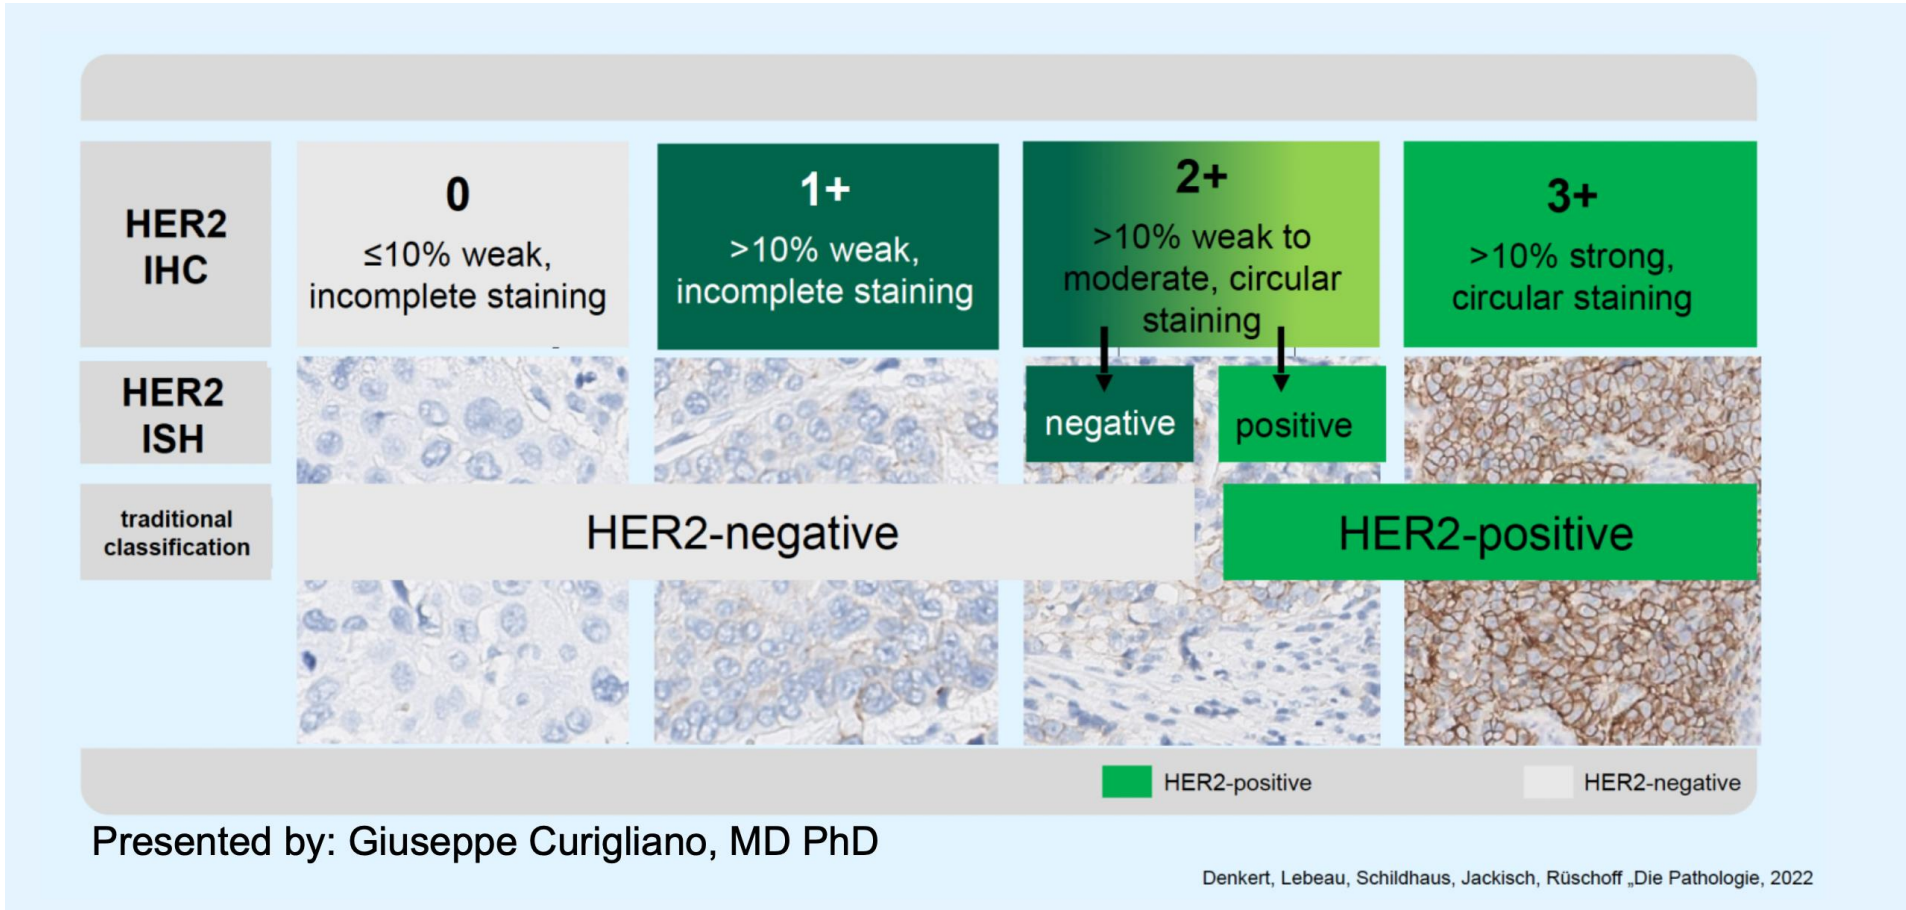 HER2
IHC
0
≤10% weak,
incomplete staining
1+
>10% weak,
incomplete staining
2+
>10% weak to
moderate, circular
staining
3+
>10% strong,
circular staining
HER2
ISH
negative
positive
traditional
classification
HER2-negative
HER2-positive
HER2-positive
HER2-negative
Presented by: Giuseppe Curigliano, MD PhD
Denkert, Lebeau, Schildhaus, Jackisch, Rüschoff „Die Pathologie, 2022